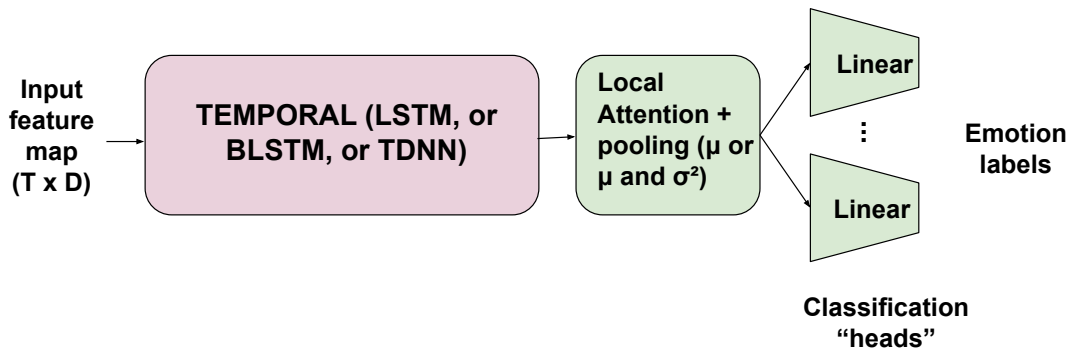 Input
feature
map
(T x D)
TEMPORAL (LSTM, or
BLSTM, or TDNN)
Local
Attention +
pooling (μ or
μ and σ²)
Linear
⋮
Linear
Emotion
labels
Classification
“heads”